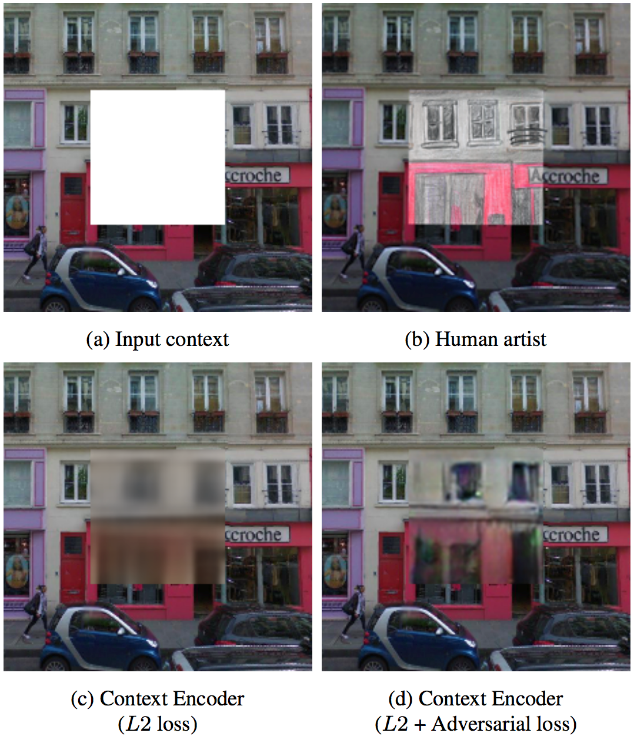 ccroche
Accroche
(a) Input context
(b) Human artist
ccroche
ccroche
(c) Context Encoder
(L2 loss)
(d) Context Encoder
(L2 + Adversarial loss)